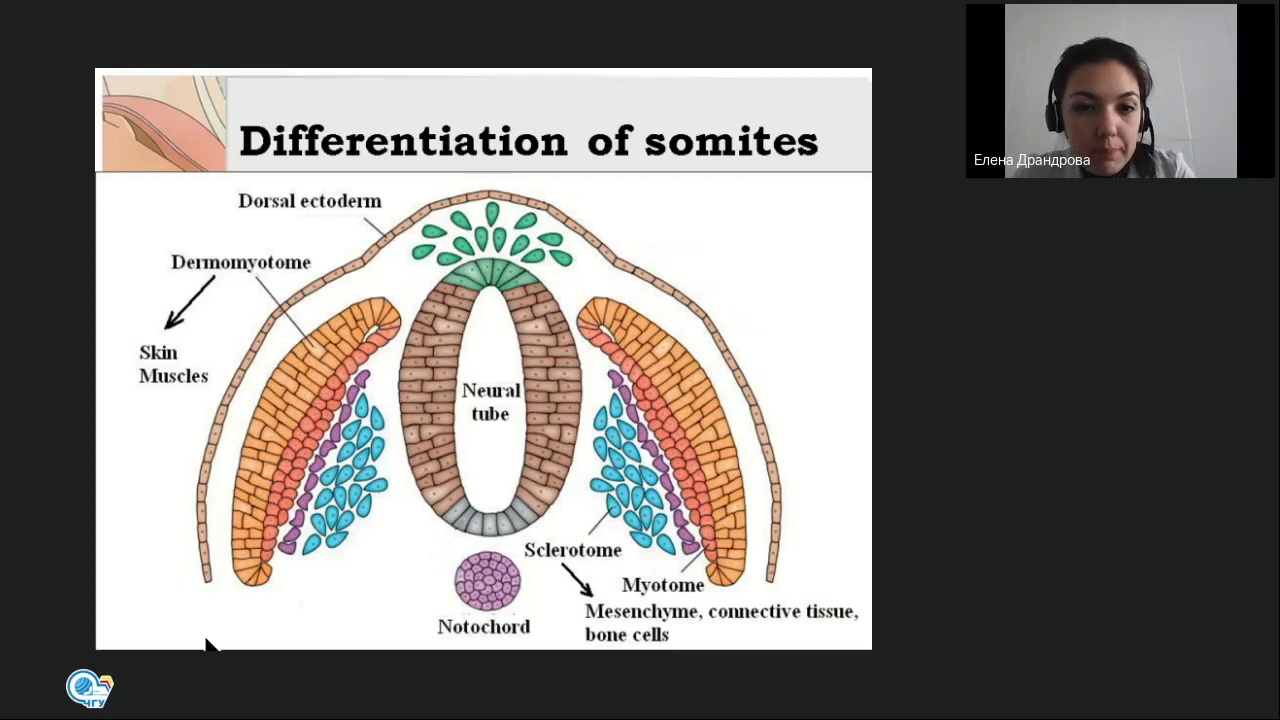 Differentiation of somites
Dorsal ectoderm
Dermomyotome
Skin
Muscles
Neural
tube
Sclerotome
Myotome
Mesenchyme, connective tissue,
bone cells
Notochord
Елена Драндрова
ЧГУ